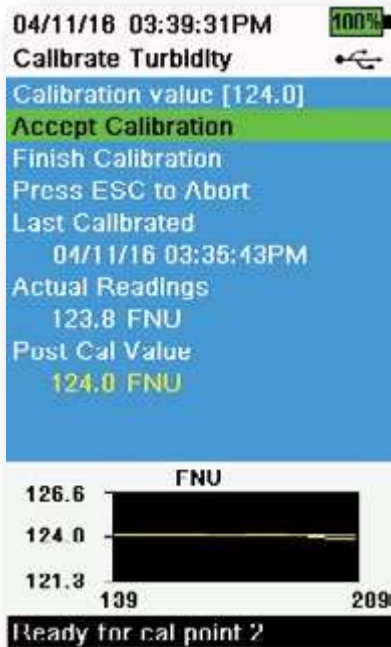 04/11/16 03:39:31PM 100%
Calibrate Turbidity
Calibration value [124.0]
Accept Calibration
Finish Calibration
Press ESC to Abort
Last Calibrated
04/11/16 03:35:43PM
Actual Readings
123.8 FNU
Post Cal Value
124.0 FNU
FNU
126.6
124.0
121.3
139 209
Ready for cal point 2